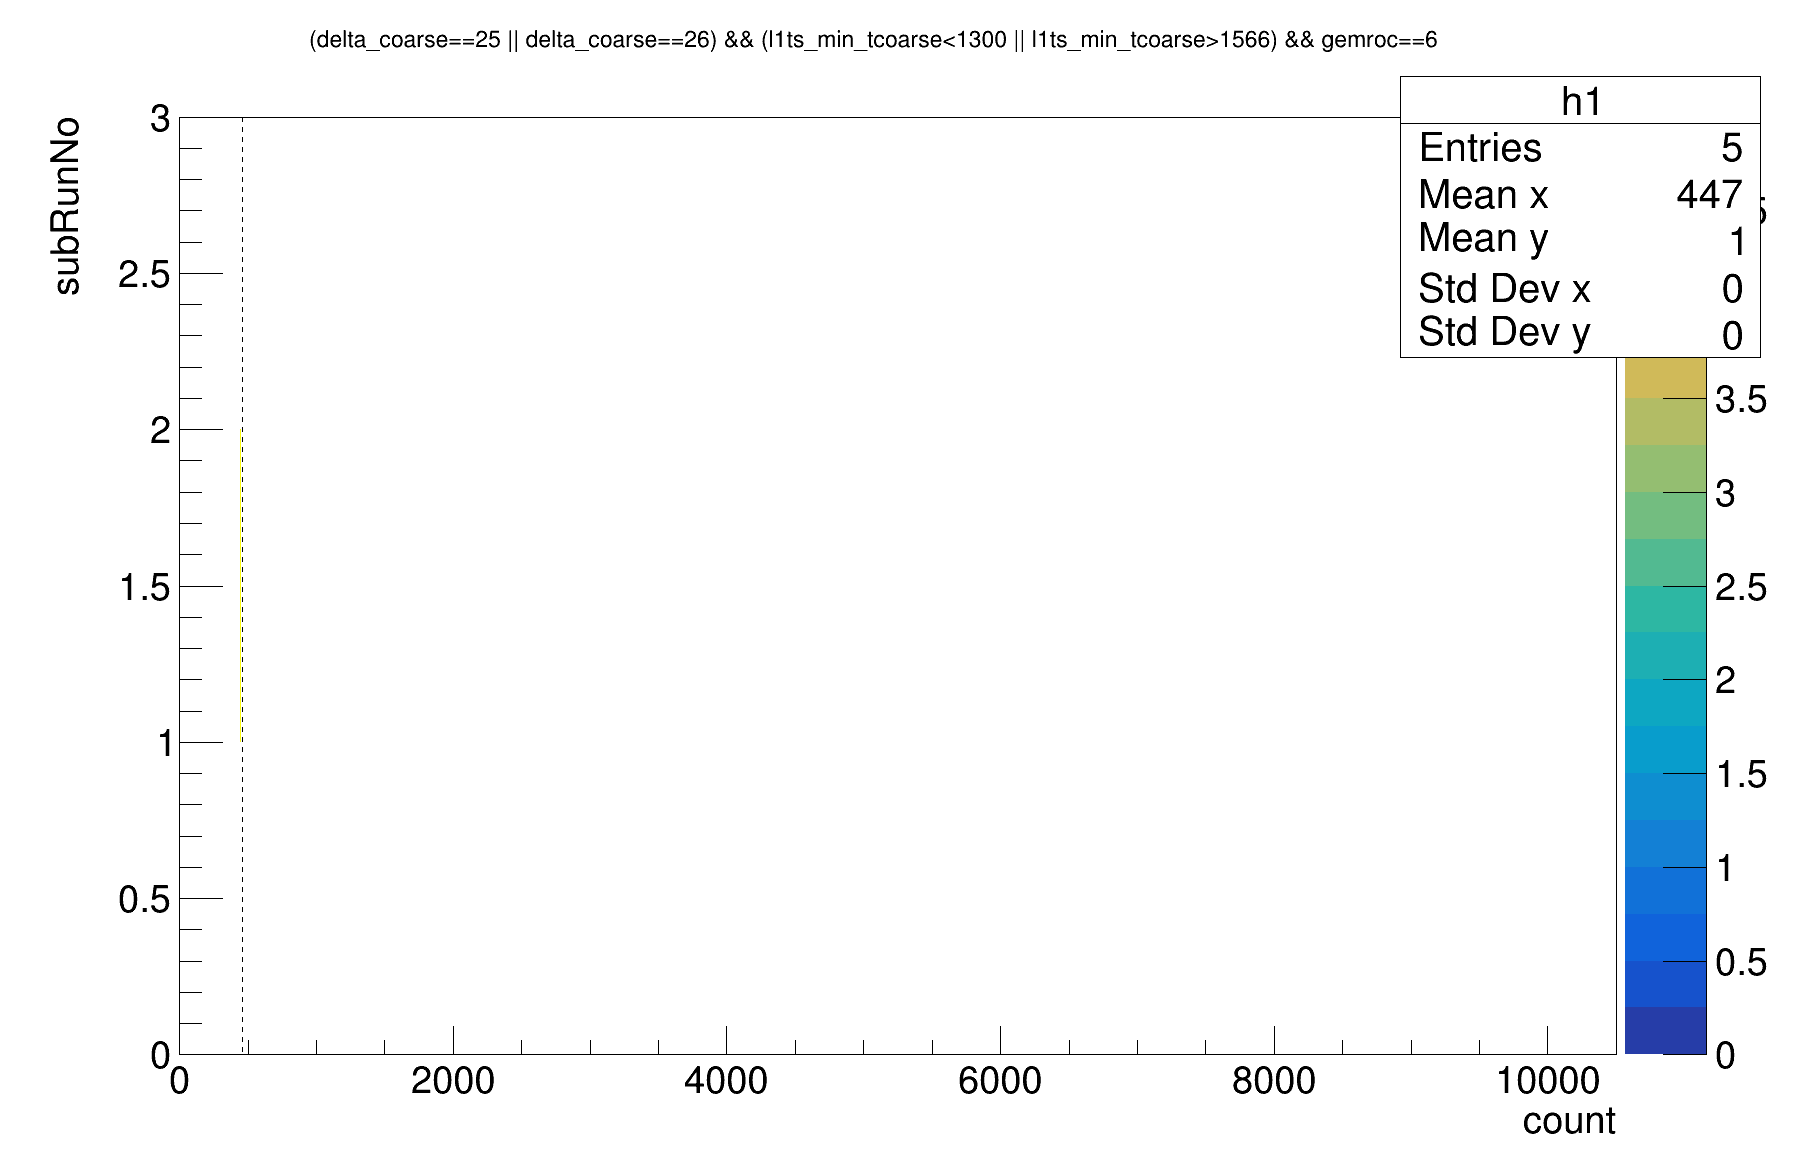 (delta_coarse==25 || delta_coarse==26) && (l1ts_min_tcoarse<1300 || l1ts_min_tcoarse>1566) && gemroc==6
h1
Entries 5
Mean x 447
Mean y 1
Std Dev x 0
Std Dev y 0
subRunNo
3
2.5
2
1.5
1
0.5
0
0 2000 4000 6000 8000 10000
count
3.5
3
2.5
2
1.5
1
0.5
0